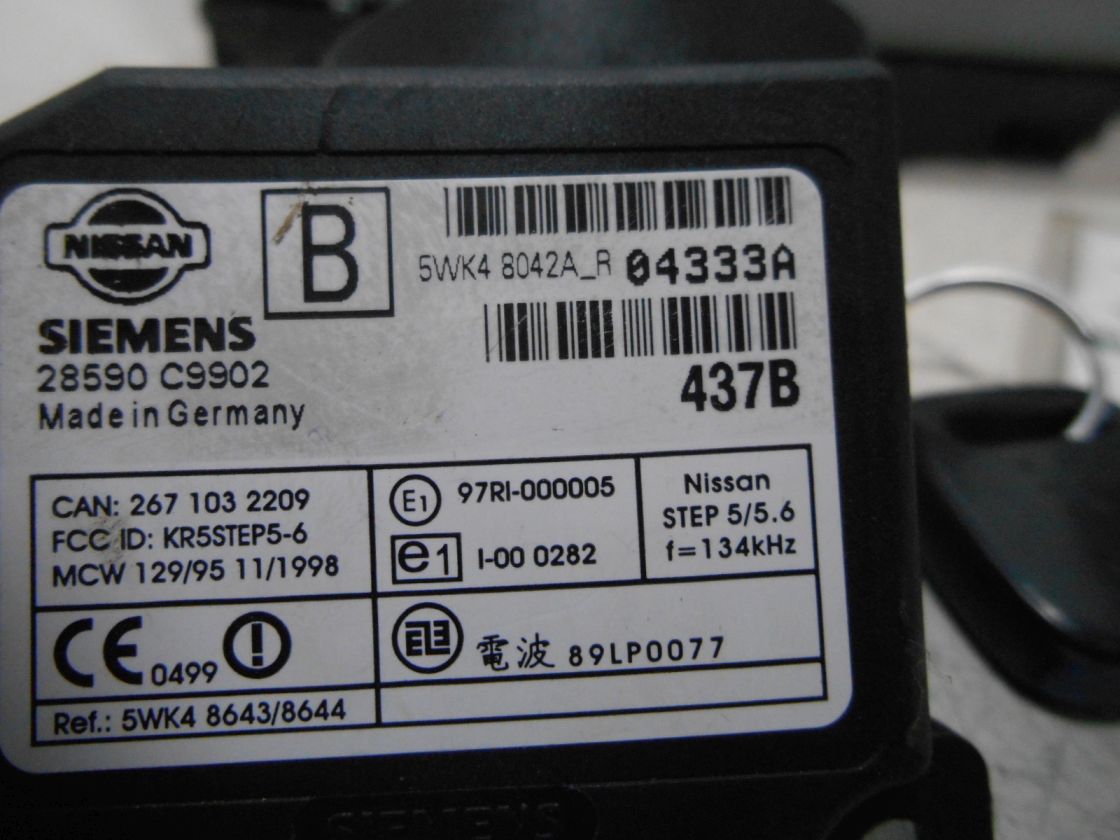 NISSAN
B
5WK4 8042A_R 04333A
SIEMENS
28590 C9902
Made in Germany
437B
CAN: 267 103 2209
FCC ID: KR5STEP5-6
MCW 129/95 11/1998
E1 97RI-000005
e1 I-00 0282
Nissan
STEP 5/5.6
f=134kHz
CE 0499
電波 89LP0077
Ref.: 5WK4 8643/8644
SIEMENS